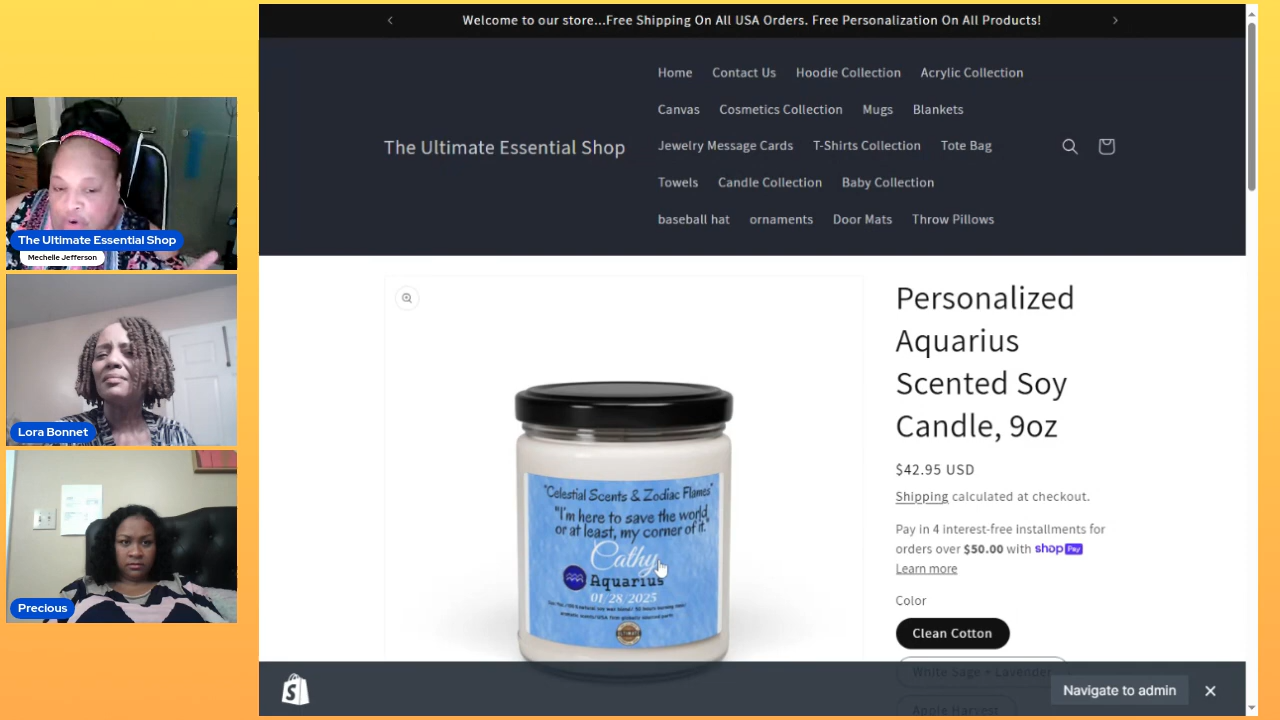 Welcome to our store...Free Shipping On All USA Orders. Free Personalization On All Products!
The Ultimate Essential Shop
Home Contact Us Hoodie Collection Acrylic Collection
Canvas Cosmetics Collection Mugs Blankets
Jewelry Message Cards T-Shirts Collection Tote Bag
Towels Candle Collection Baby Collection
baseball hat ornaments Door Mats Throw Pillows
The Ultimate Essential Shop
Mechelle Jefferson
Lora Bonnet
Precious
"Celestial Scents & Zodiac Flames"
"I'm here to save the world,
or at least, my corner of it."
Cathy
Aquarius
01/28/2025
Personalized
Aquarius
Scented Soy
Candle, 9oz
$42.95 USD
Shipping calculated at checkout.
Pay in 4 interest-free installments for
orders over $50.00 with shop Pay
Learn more
Color
Clean Cotton
White Sage + Lavender
Apple Harvest
Navigate to admin